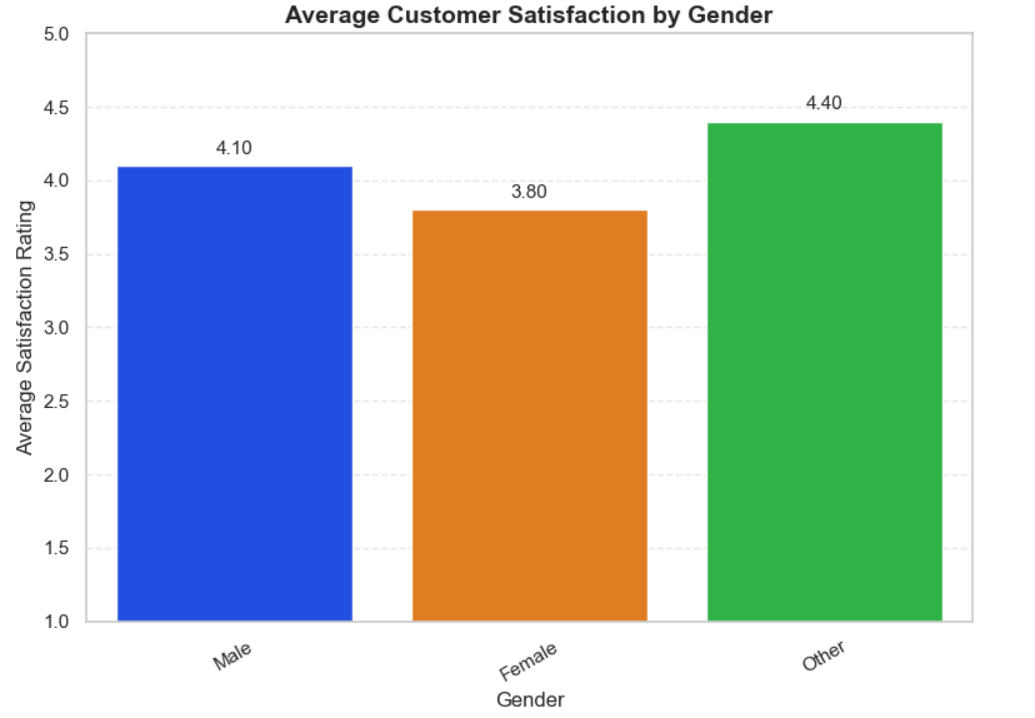 Average Customer Satisfaction by Gender
5.0
4.5
4.0
3.5
3.0
2.5
2.0
1.5
1.0
Average Satisfaction Rating
4.10
3.80
4.40
Male
Female
Other
Gender